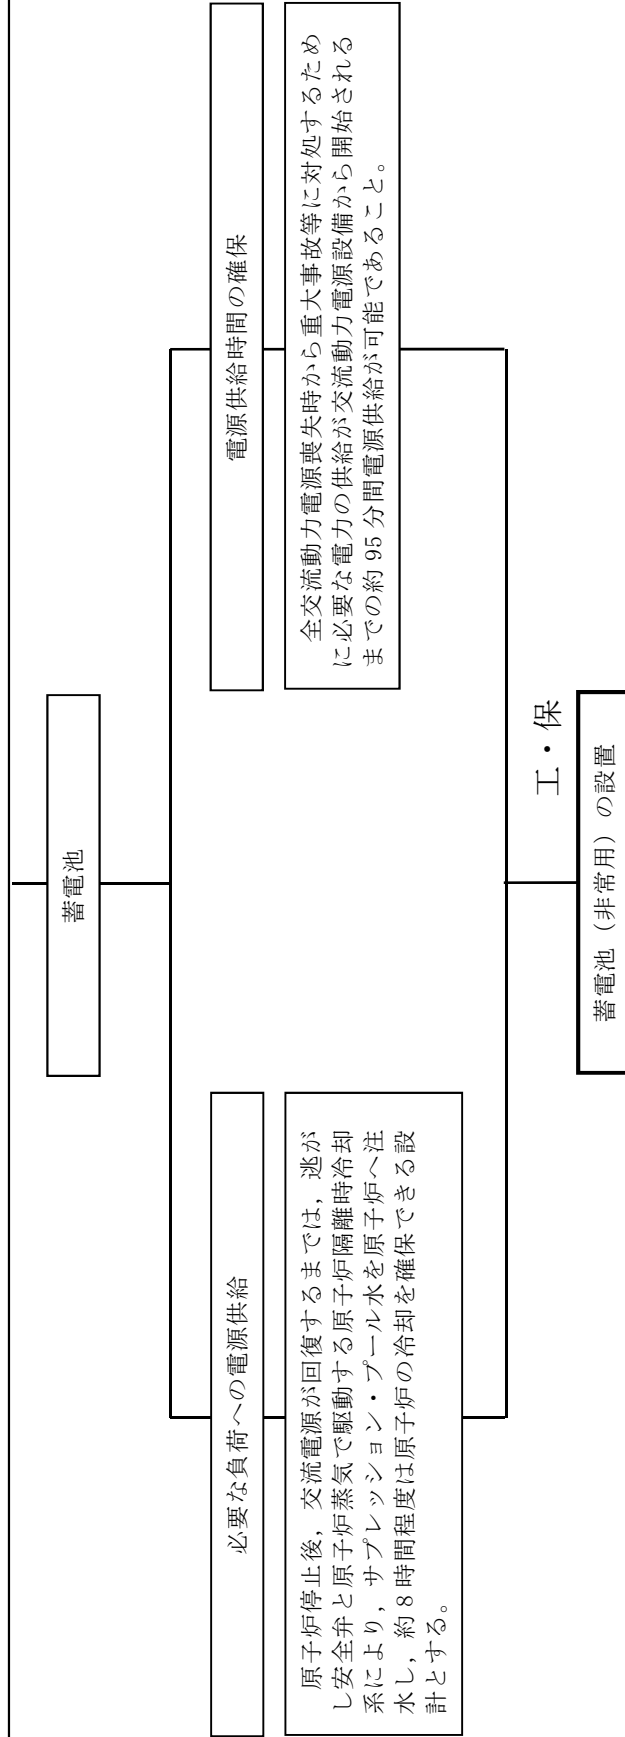 蓄電池
必要な負荷への電源供給
原子炉停止後，交流電源が回復するまでは，逃が
し安全弁と原子炉蒸気で駆動する原子炉隔離時冷却
系により，サプレッション・プール水を原子炉へ注
水し，約8時間程度は原子炉の冷却を確保できる設
計とする。
電源供給時間の確保
全交流動力電源喪失時から重大事故等に対処するため
に必要な電力の供給が交流動力電源設備から開始される
までの約 95 分間電源供給が可能であること。
工・保
蓄電池（非常用）の設置